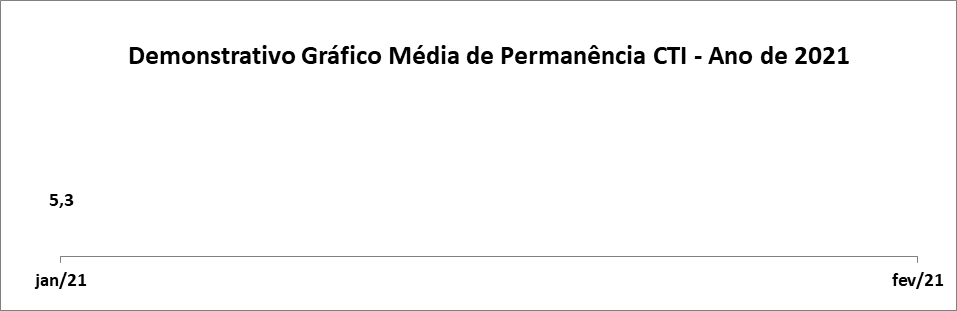 Demonstrativo Gráfico Média de Permanência CTI - Ano de 2021
5,3
jan/21
fev/21